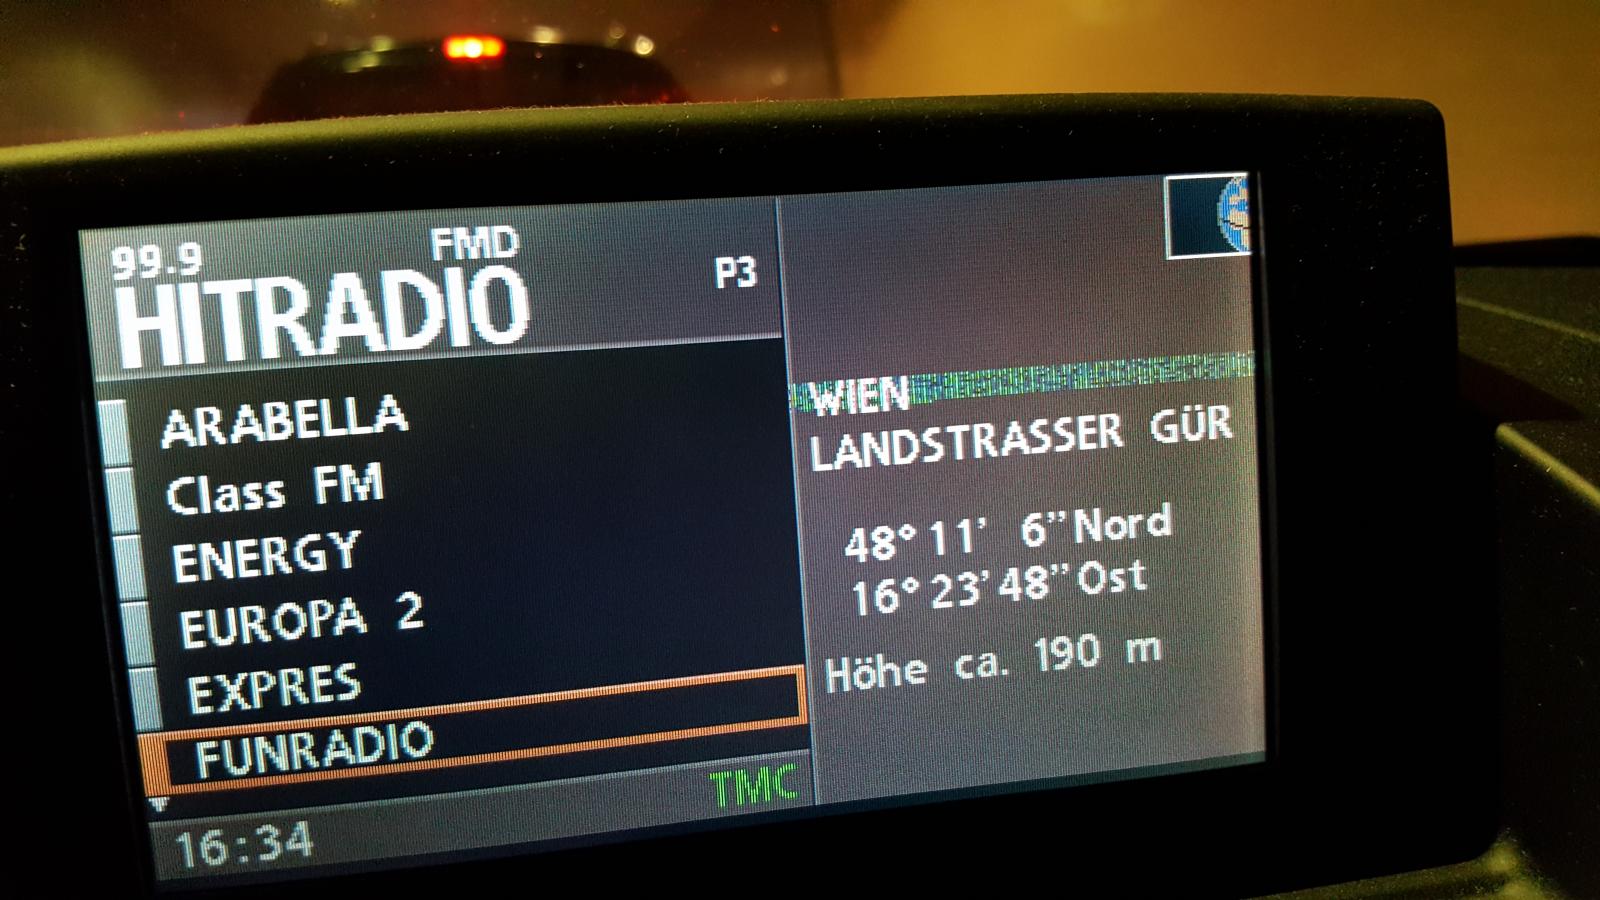 99.9 FMD
HITRADIO P3
ARABELLA
Class FM
ENERGY
EUROPA 2
EXPRES
FUNRADIO
TMC
16:34
WIEN
LANDSTRASSER GÜR
48° 11' 6" Nord
16° 23' 48" Ost
Höhe ca. 190 m